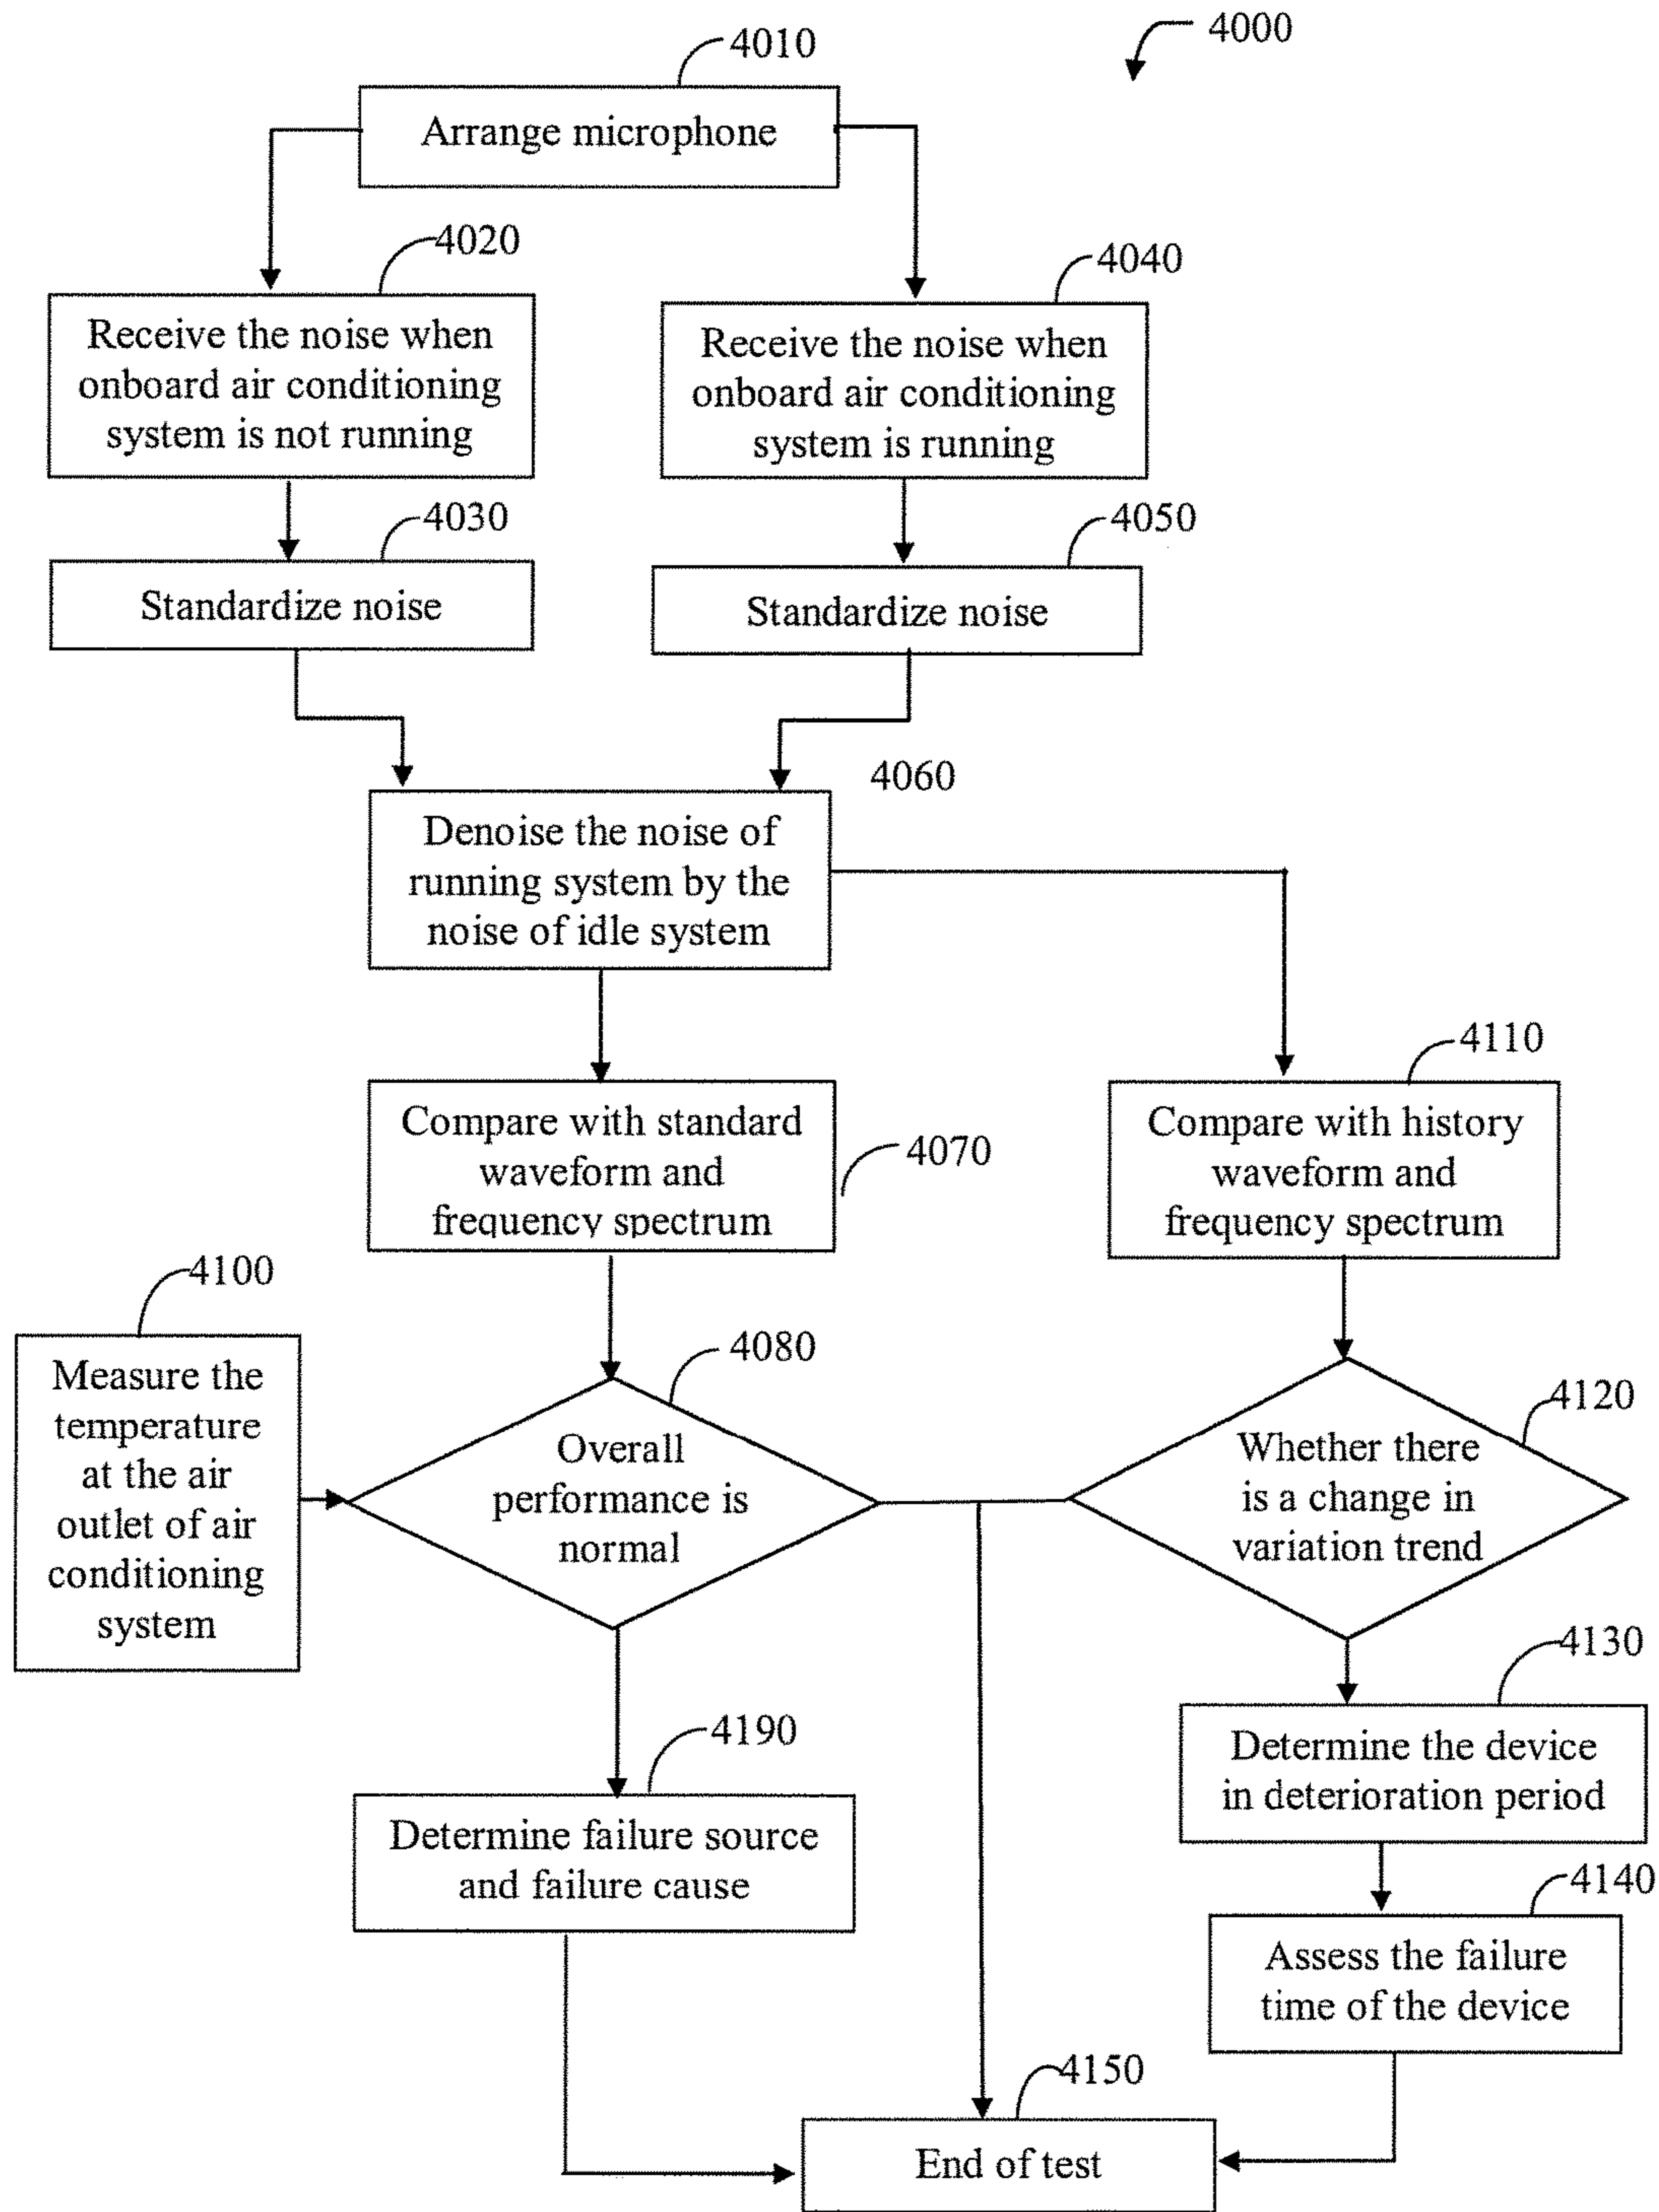 4000
4010
Arrange microphone
4020
Receive the noise when
onboard air conditioning
system is not running
4040
Receive the noise when
onboard air conditioning
system is running
4030
Standardize noise
4050
Standardize noise
4060
Denoise the noise of
running system by the
noise of idle system
4070
Compare with standard
waveform and
frequency spectrum
4110
Compare with history
waveform and
frequency spectrum
4100
Measure the
temperature
at the air
outlet of air
conditioning
system
4080
Overall
performance is
normal
4120
Whether there
is a change in
variation trend
4190
Determine failure source
and failure cause
4130
Determine the device
in deterioration period
4140
Assess the failure
time of the device
4150
End of test